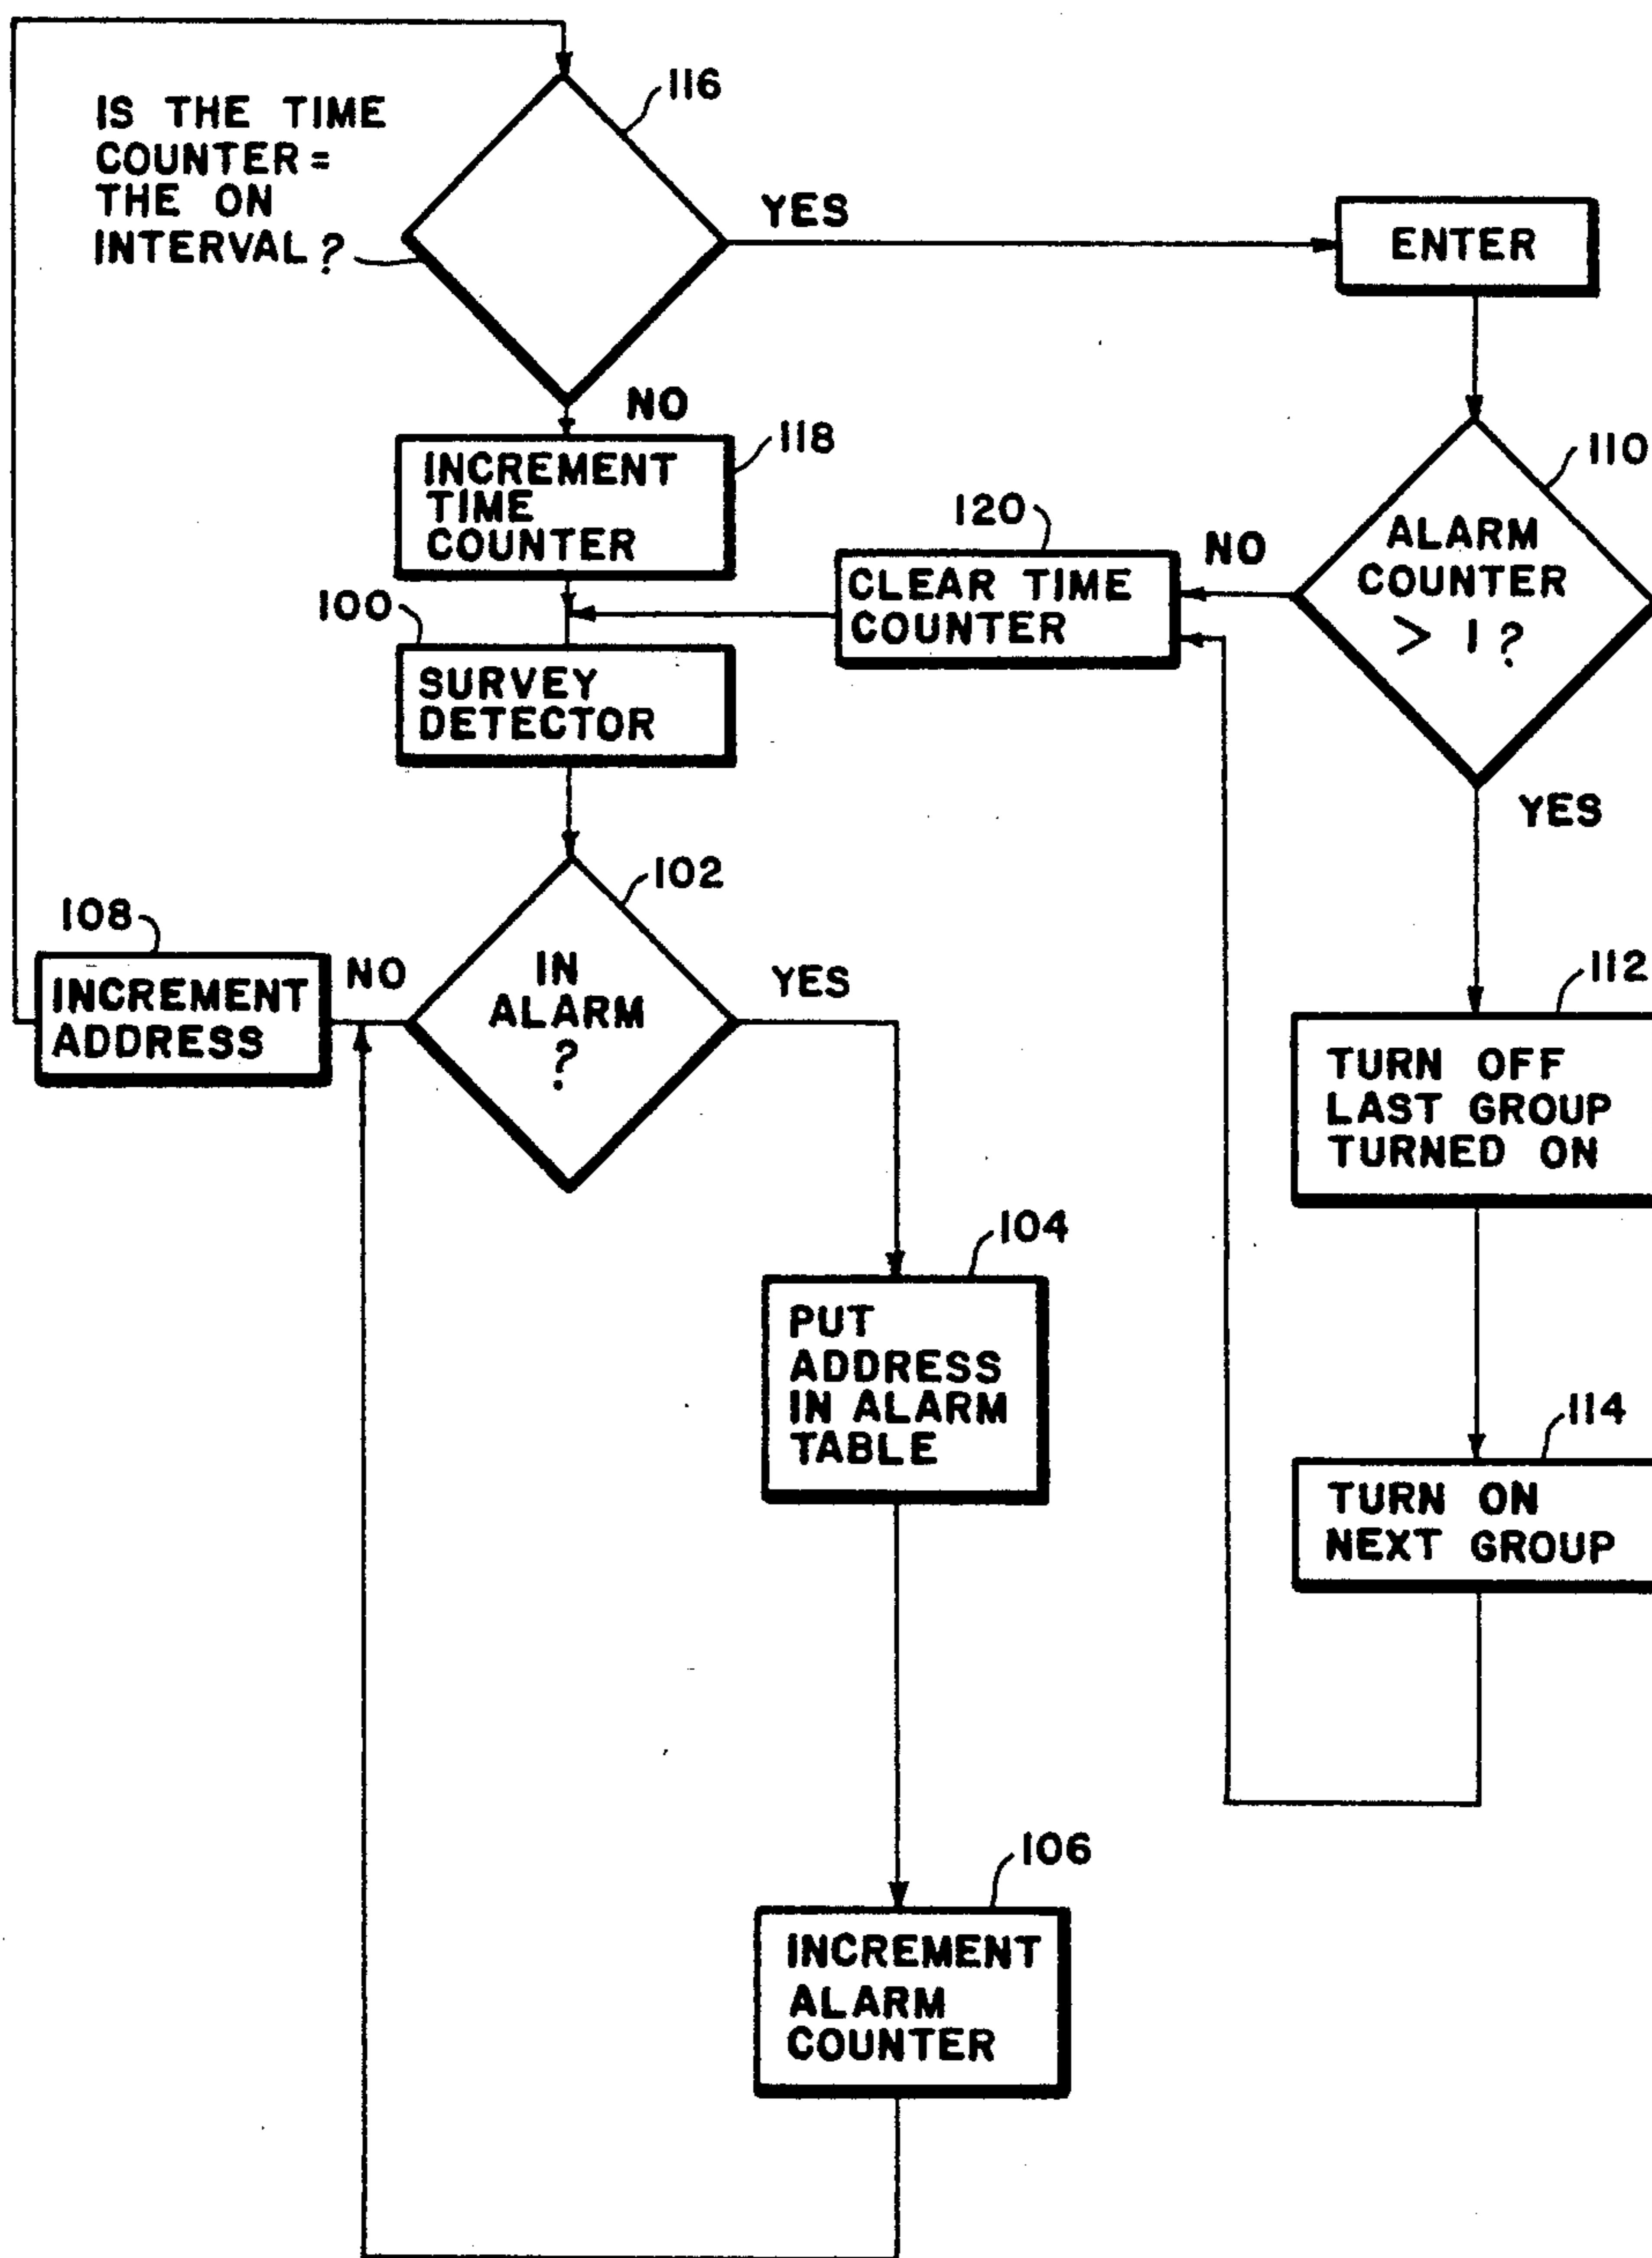 116
IS THE TIME
COUNTER =
THE ON
INTERVAL ?
YES
ENTER
NO
118
INCREMENT
TIME
COUNTER
110
ALARM
COUNTER
> 1 ?
NO
YES
120
CLEAR TIME
COUNTER
100
SURVEY
DETECTOR
102
IN
ALARM
?
NO
YES
108
INCREMENT
ADDRESS
112
TURN OFF
LAST GROUP
TURNED ON
104
PUT
ADDRESS
IN ALARM
TABLE
114
TURN ON
NEXT GROUP
106
INCREMENT
ALARM
COUNTER